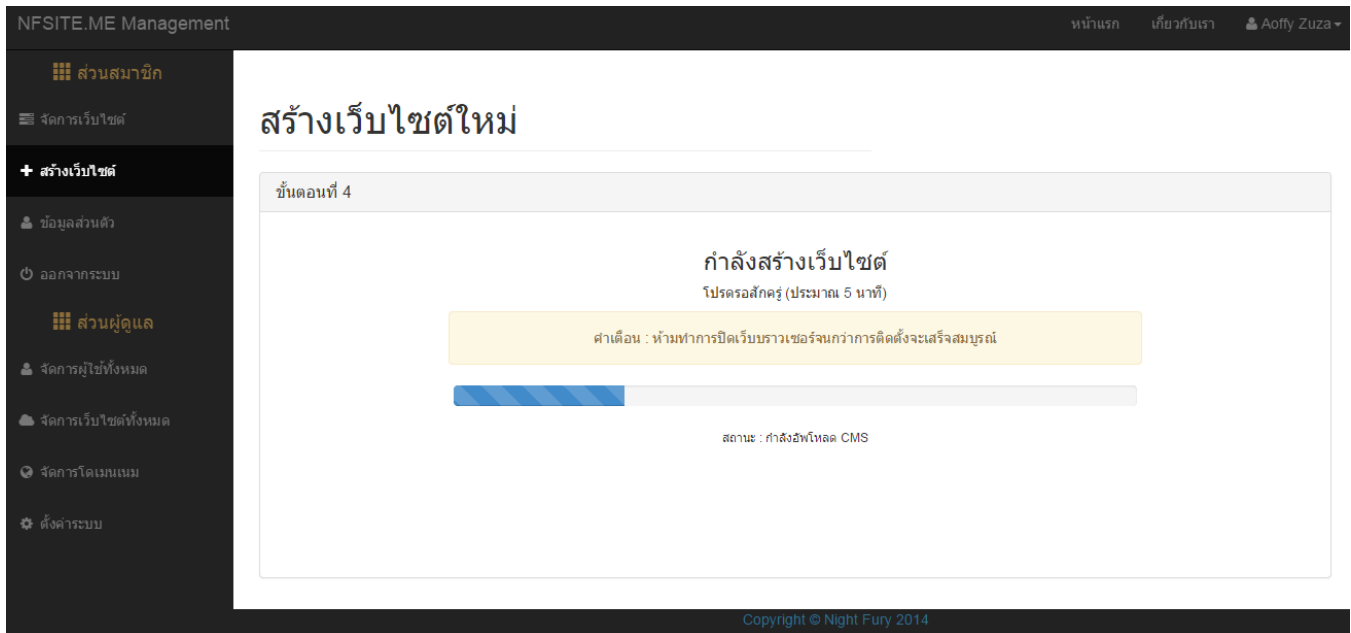 NFSITE.ME Management
หน้าแรก
เกี่ยวกับเรา
Aoffy Zuza
ส่วนสมาชิก
จัดการเว็บไซต์
สร้างเว็บไซต์
ข้อมูลส่วนตัว
ออกจากระบบ
ส่วนผู้ดูแล
จัดการผู้ใช้ทั้งหมด
จัดการเว็บไซต์ทั้งหมด
จัดการโดเมนเนม
ตั้งค่าระบบ
สร้างเว็บไซต์ใหม่
ขั้นตอนที่ 4
กำลังสร้างเว็บไซต์
โปรดรอสักครู่ (ประมาณ 5 นาที)
คำเตือน : ห้ามทำการปิดเว็บบราวเซอร์จนกว่าการติดตั้งจะเสร็จสมบูรณ์
สถานะ : กำลังอัพโหลด CMS
Copyright © Night Fury 2014